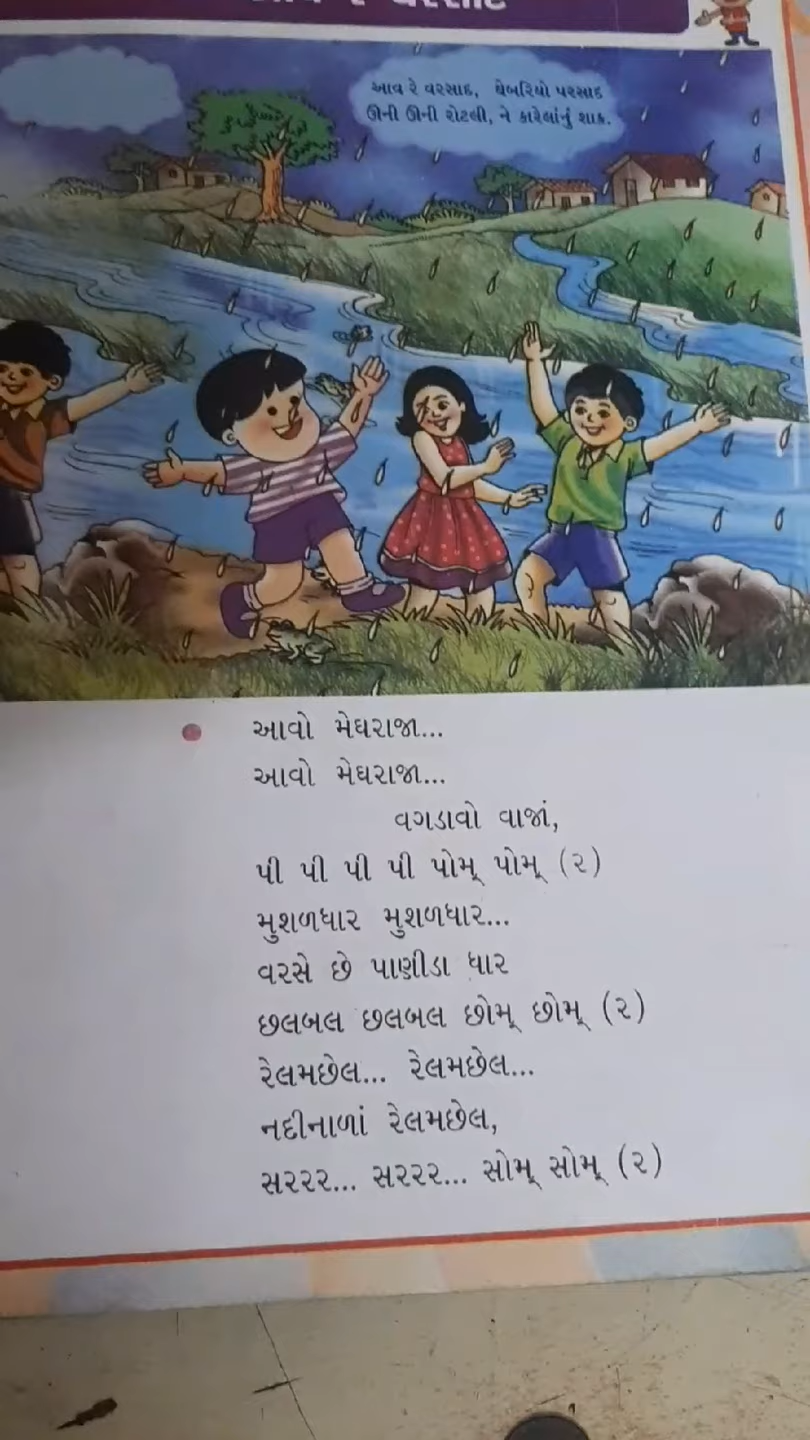 આવ રે વરસાદ, ઘેબરિયો પરસાદ
ઊની ઊની રોટલી, ને કારેલાંનું શાક.
આવો મેઘરાજા...
આવો મેઘરાજા...
વગડાવો વાજાં,
પી પી પી પી પોમ્ પોમ્ (૨)
મુશળધાર મુશળધાર...
વરસે છે પાણીડા ધાર
છલબલ છલબલ છોમ્ છોમ્ (૨)
રેલમછેલ... રેલમછેલ...
નદીનાળાં રેલમછેલ,
સરરર... સરરર... સોમ્ સોમ્ (૨)